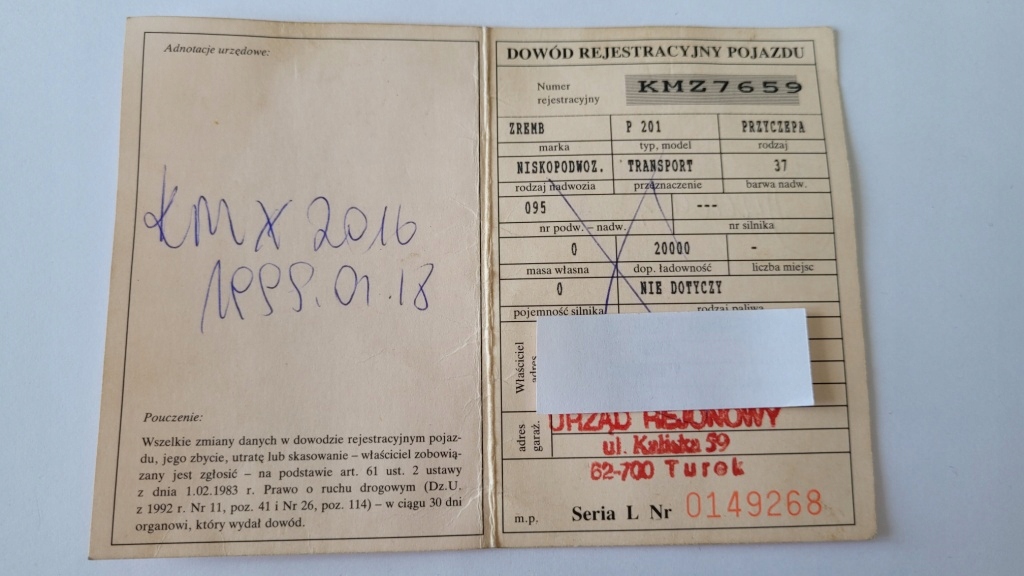 Adnotacje urzędowe:
KMX 2016
1999.01.18
Pouczenie:
Wszelkie zmiany danych w dowodzie rejestracyjnym pojaz-
du, jego zbycie, utratę lub skasowanie – właściciel zobowią-
zany jest zgłosić – na podstawie art. 61 ust. 2 ustawy
z dnia 1.02.1983 r. Prawo o ruchu drogowym (Dz.U.
z 1992 r. Nr 11, poz. 41 i Nr 26, poz. 114) – w ciągu 30 dni
organowi, który wydał dowód.
DOWÓD REJESTRACYJNY POJAZDU
Numer
rejestracyjny
KMZ7659
ZREMB P 201 PRZYCZEPA
marka typ, model rodzaj
NISKOPODWOZ. TRANSPORT 37
rodzaj nadwozia przeznaczenie barwa nadw.
095 ---
nr podw. – nadw. nr silnika
0 20000 -
masa własna dop. ładowność liczba miejsc
0 NIE DOTYCZY
pojemność silnika rodzaj paliwa
Właściciel
adres
adres
garaż.
URZĄD REJONOWY
ul. Kaliska 59
62-700 Turek
m.p. Seria L Nr 0149268